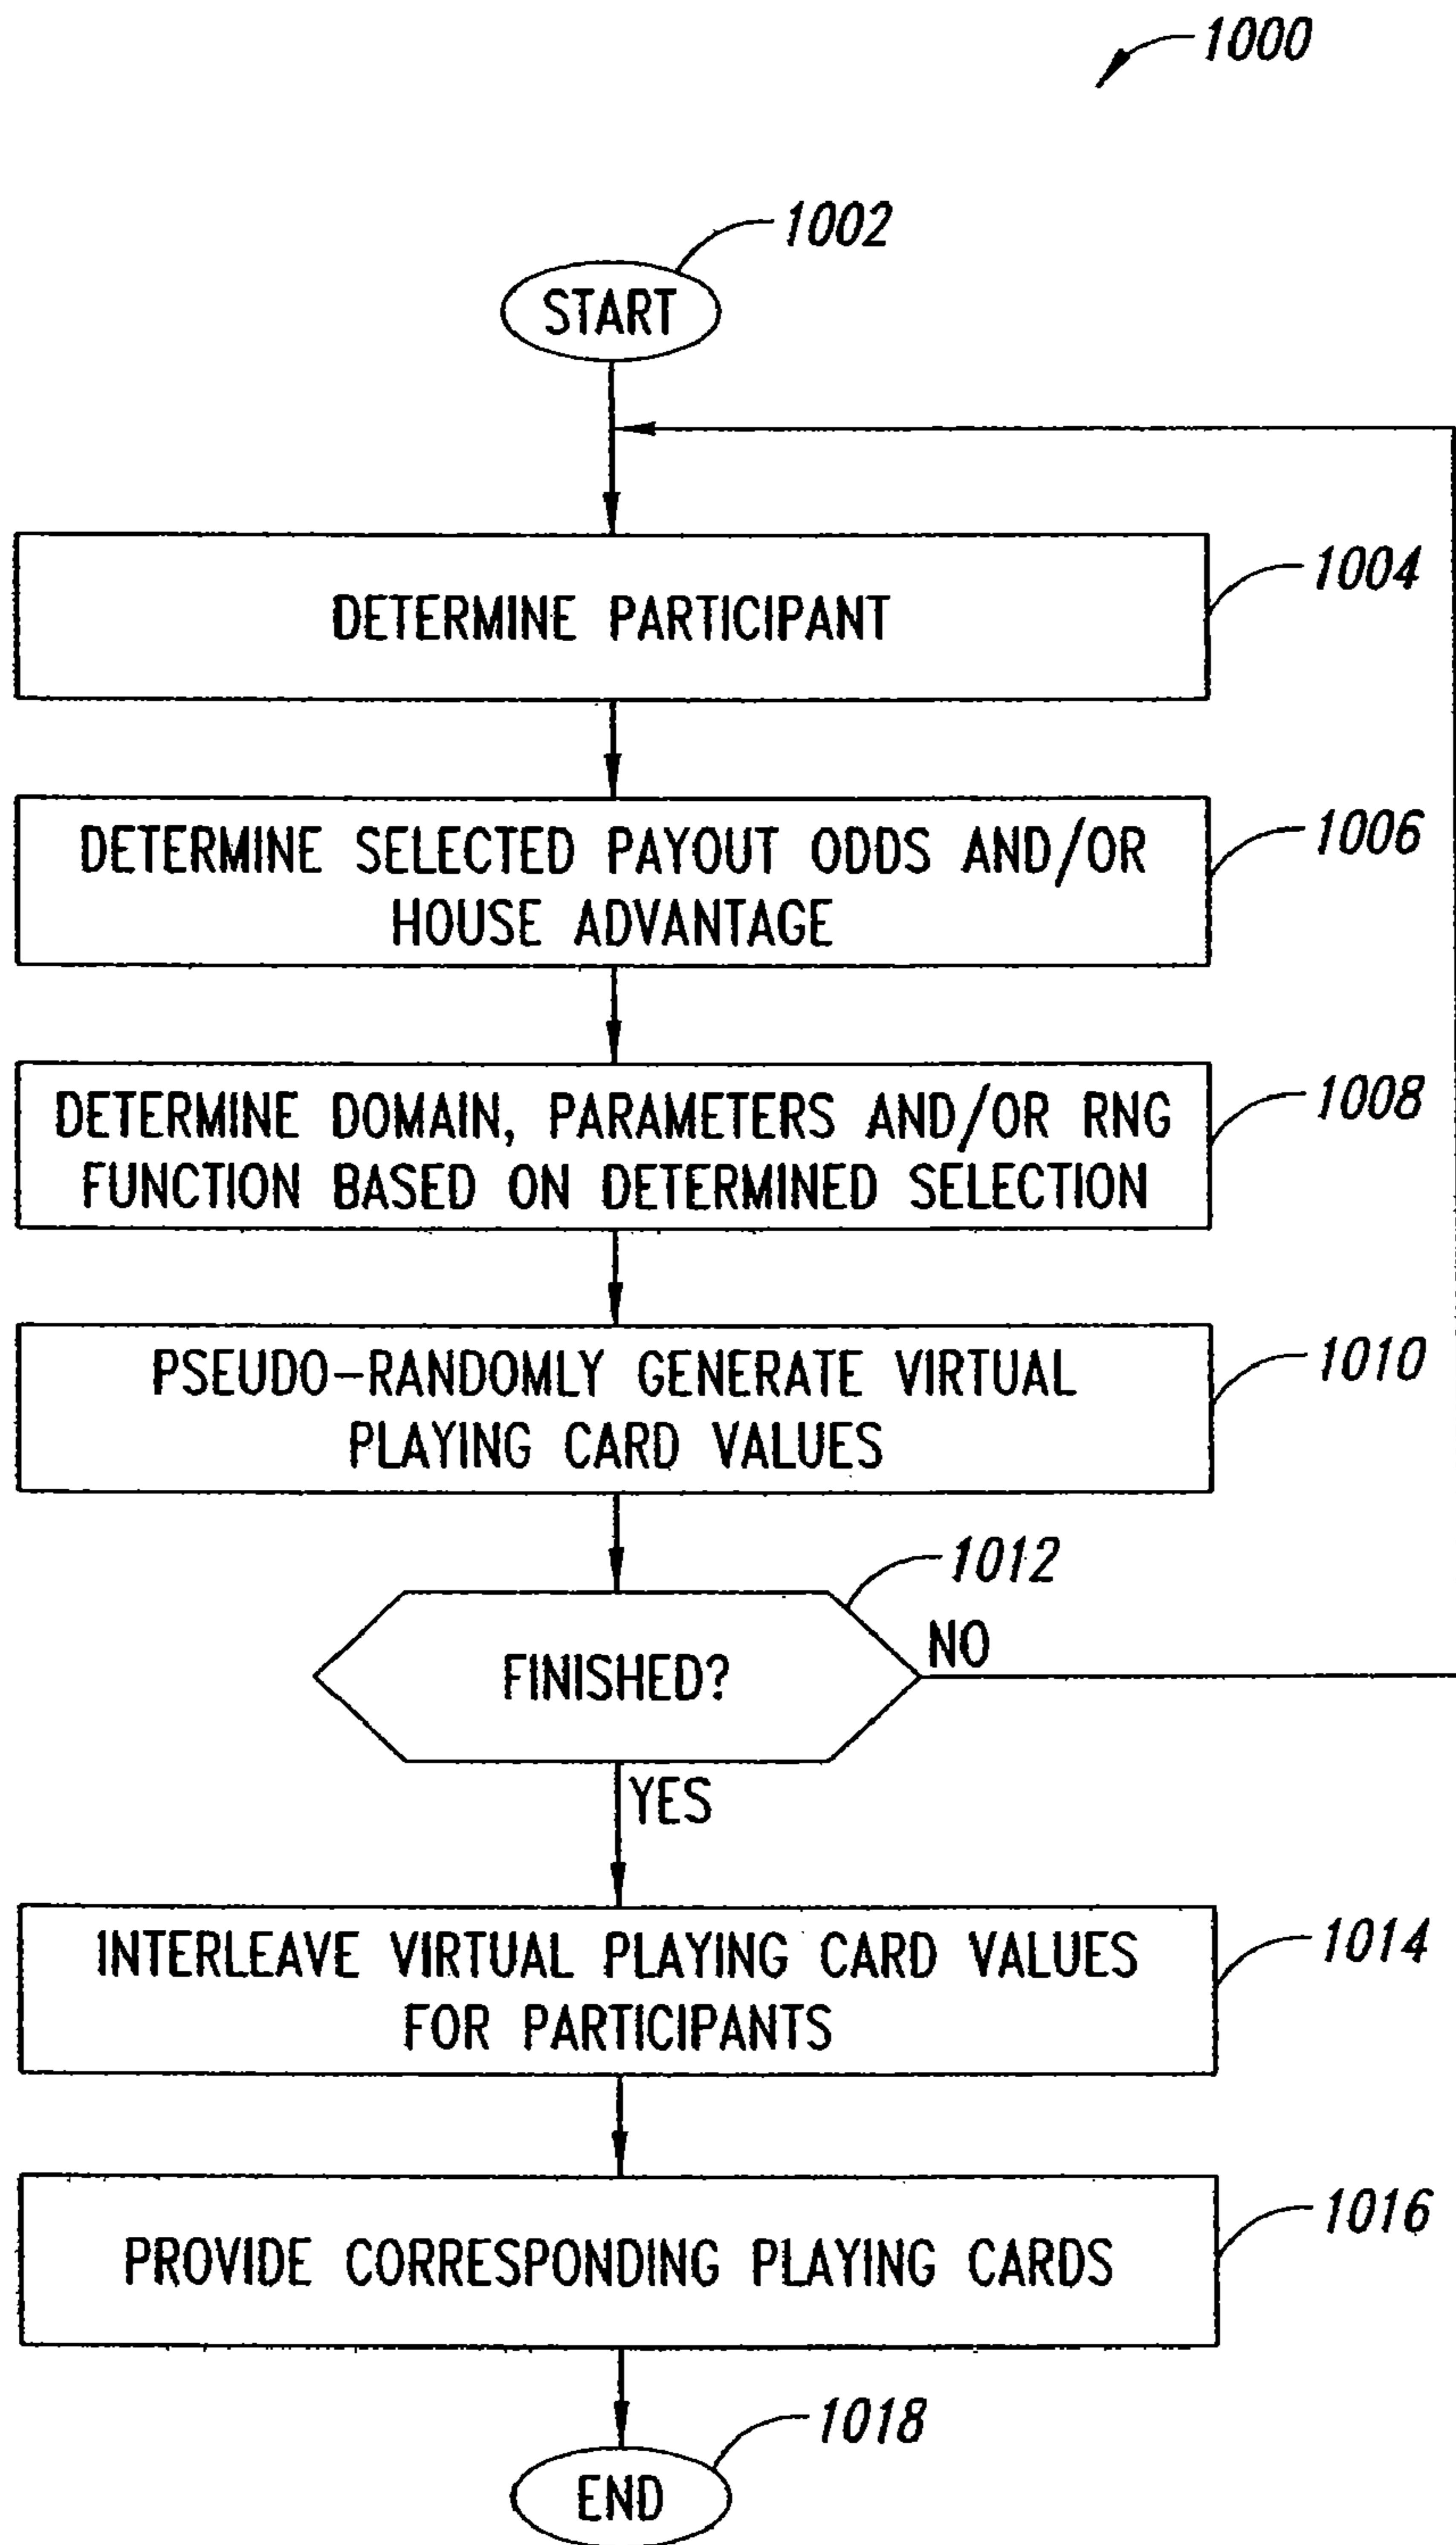 1000
1002
START
1004
DETERMINE PARTICIPANT
1006
DETERMINE SELECTED PAYOUT ODDS AND/OR
HOUSE ADVANTAGE
1008
DETERMINE DOMAIN, PARAMETERS AND/OR RNG
FUNCTION BASED ON DETERMINED SELECTION
1010
PSEUDO-RANDOMLY GENERATE VIRTUAL
PLAYING CARD VALUES
1012
NO
FINISHED?
YES
1014
INTERLEAVE VIRTUAL PLAYING CARD VALUES
FOR PARTICIPANTS
1016
PROVIDE CORRESPONDING PLAYING CARDS
1018
END